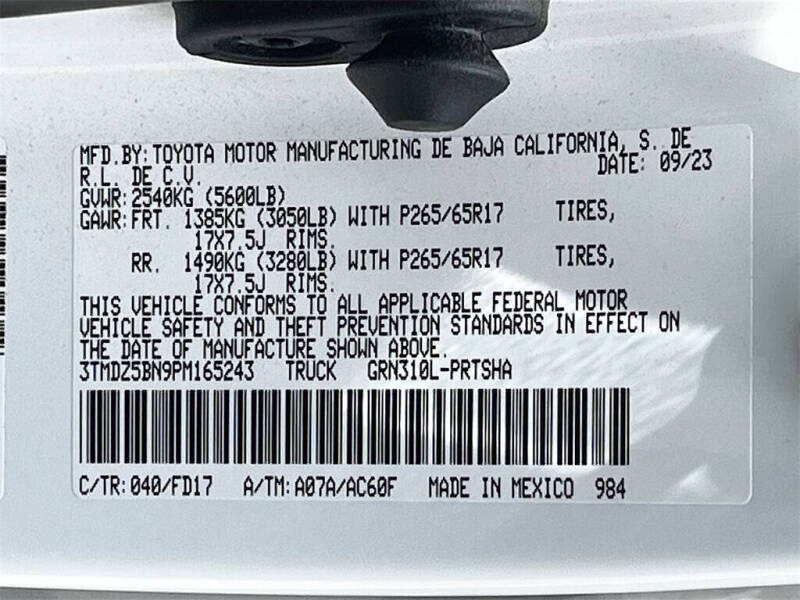 MFD.BY: TOYOTA MOTOR MANUFACTURING DE BAJA CALIFORNIA, S. DE
R.L. DE C.V. DATE: 09/23
GVWR: 2540KG (5600LB)
GAWR: FRT. 1385KG (3050LB) WITH P265/65R17 TIRES,
17X7.5J RIMS.
RR. 1490KG (3280LB) WITH P265/65R17 TIRES,
17X7.5J RIMS.
THIS VEHICLE CONFORMS TO ALL APPLICABLE FEDERAL MOTOR
VEHICLE SAFETY AND THEFT PREVENTION STANDARDS IN EFFECT ON
THE DATE OF MANUFACTURE SHOWN ABOVE.
3TMDZ5BN9PM165243 TRUCK GRN310L-PRTSHA
C/TR: 040/FD17 A/TM: A07A/AC60F MADE IN MEXICO 984